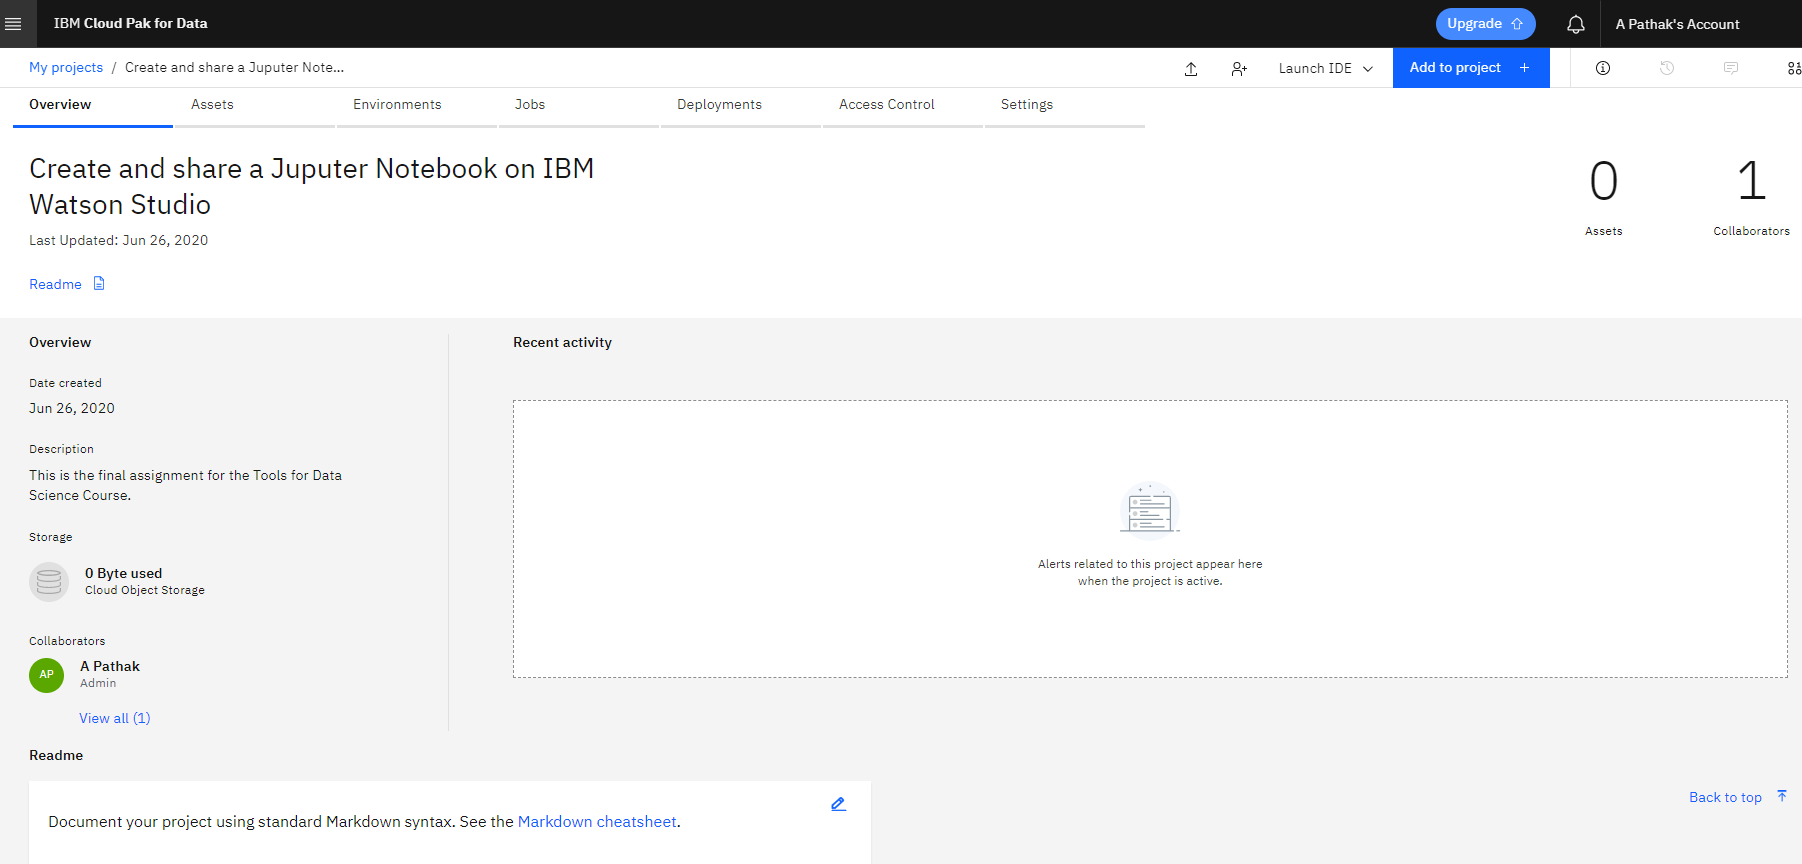 IBM Cloud Pak for Data
Upgrade
A Pathak's Account
My projects / Create and share a Juputer Note...
Launch IDE
Add to project +
Overview
Assets
Environments
Jobs
Deployments
Access Control
Settings
Create and share a Juputer Notebook on IBM
Watson Studio
Last Updated: Jun 26, 2020
Readme
0
Assets
1
Collaborators
Overview
Date created
Jun 26, 2020
Description
This is the final assignment for the Tools for Data
Science Course.
Storage
0 Byte used
Cloud Object Storage
Collaborators
AP
A Pathak
Admin
View all (1)
Recent activity
Alerts related to this project appear here
when the project is active.
Readme
Document your project using standard Markdown syntax. See the Markdown cheatsheet.
Back to top